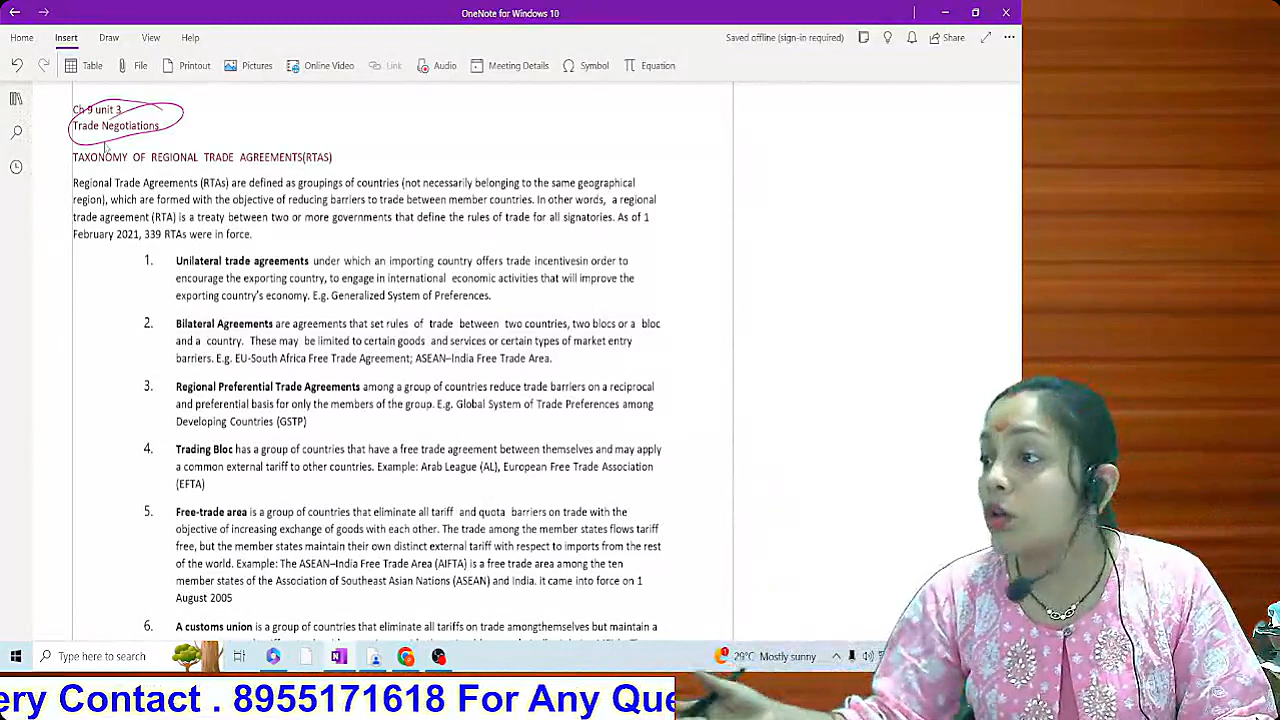 OneNote for Windows 10
Home Insert Draw View Help Saved offline (sign-in required) Share
Table File Printout Pictures Online Video Link Audio Meeting Details Symbol Equation
Ch 9 unit 3
Trade Negotiations
TAXONOMY OF REGIONAL TRADE AGREEMENTS(RTAS)
Regional Trade Agreements (RTAs) are defined as groupings of countries (not necessarily belonging to the same geographical
region), which are formed with the objective of reducing barriers to trade between member countries. In other words, a regional
trade agreement (RTA) is a treaty between two or more governments that define the rules of trade for all signatories. As of 1
February 2021, 339 RTAs were in force.
1. Unilateral trade agreements under which an importing country offers trade incentivesin order to
encourage the exporting country, to engage in international economic activities that will improve the
exporting country's economy. E.g. Generalized System of Preferences.
2. Bilateral Agreements are agreements that set rules of trade between two countries, two blocs or a bloc
and a country. These may be limited to certain goods and services or certain types of market entry
barriers. E.g. EU-South Africa Free Trade Agreement; ASEAN–India Free Trade Area.
3. Regional Preferential Trade Agreements among a group of countries reduce trade barriers on a reciprocal
and preferential basis for only the members of the group. E.g. Global System of Trade Preferences among
Developing Countries (GSTP)
4. Trading Bloc has a group of countries that have a free trade agreement between themselves and may apply
a common external tariff to other countries. Example: Arab League (AL), European Free Trade Association
(EFTA)
5. Free-trade area is a group of countries that eliminate all tariff and quota barriers on trade with the
objective of increasing exchange of goods with each other. The trade among the member states flows tariff
free, but the member states maintain their own distinct external tariff with respect to imports from the rest
of the world. Example: The ASEAN–India Free Trade Area (AIFTA) is a free trade area among the ten
member states of the Association of Southeast Asian Nations (ASEAN) and India. it came into force on 1
August 2005
6. A customs union is a group of countries that eliminate all tariffs on trade amongthemselves but maintain a
Type here to search 29°C Mostly sunny
ery Contact . 8955171618 For Any Que